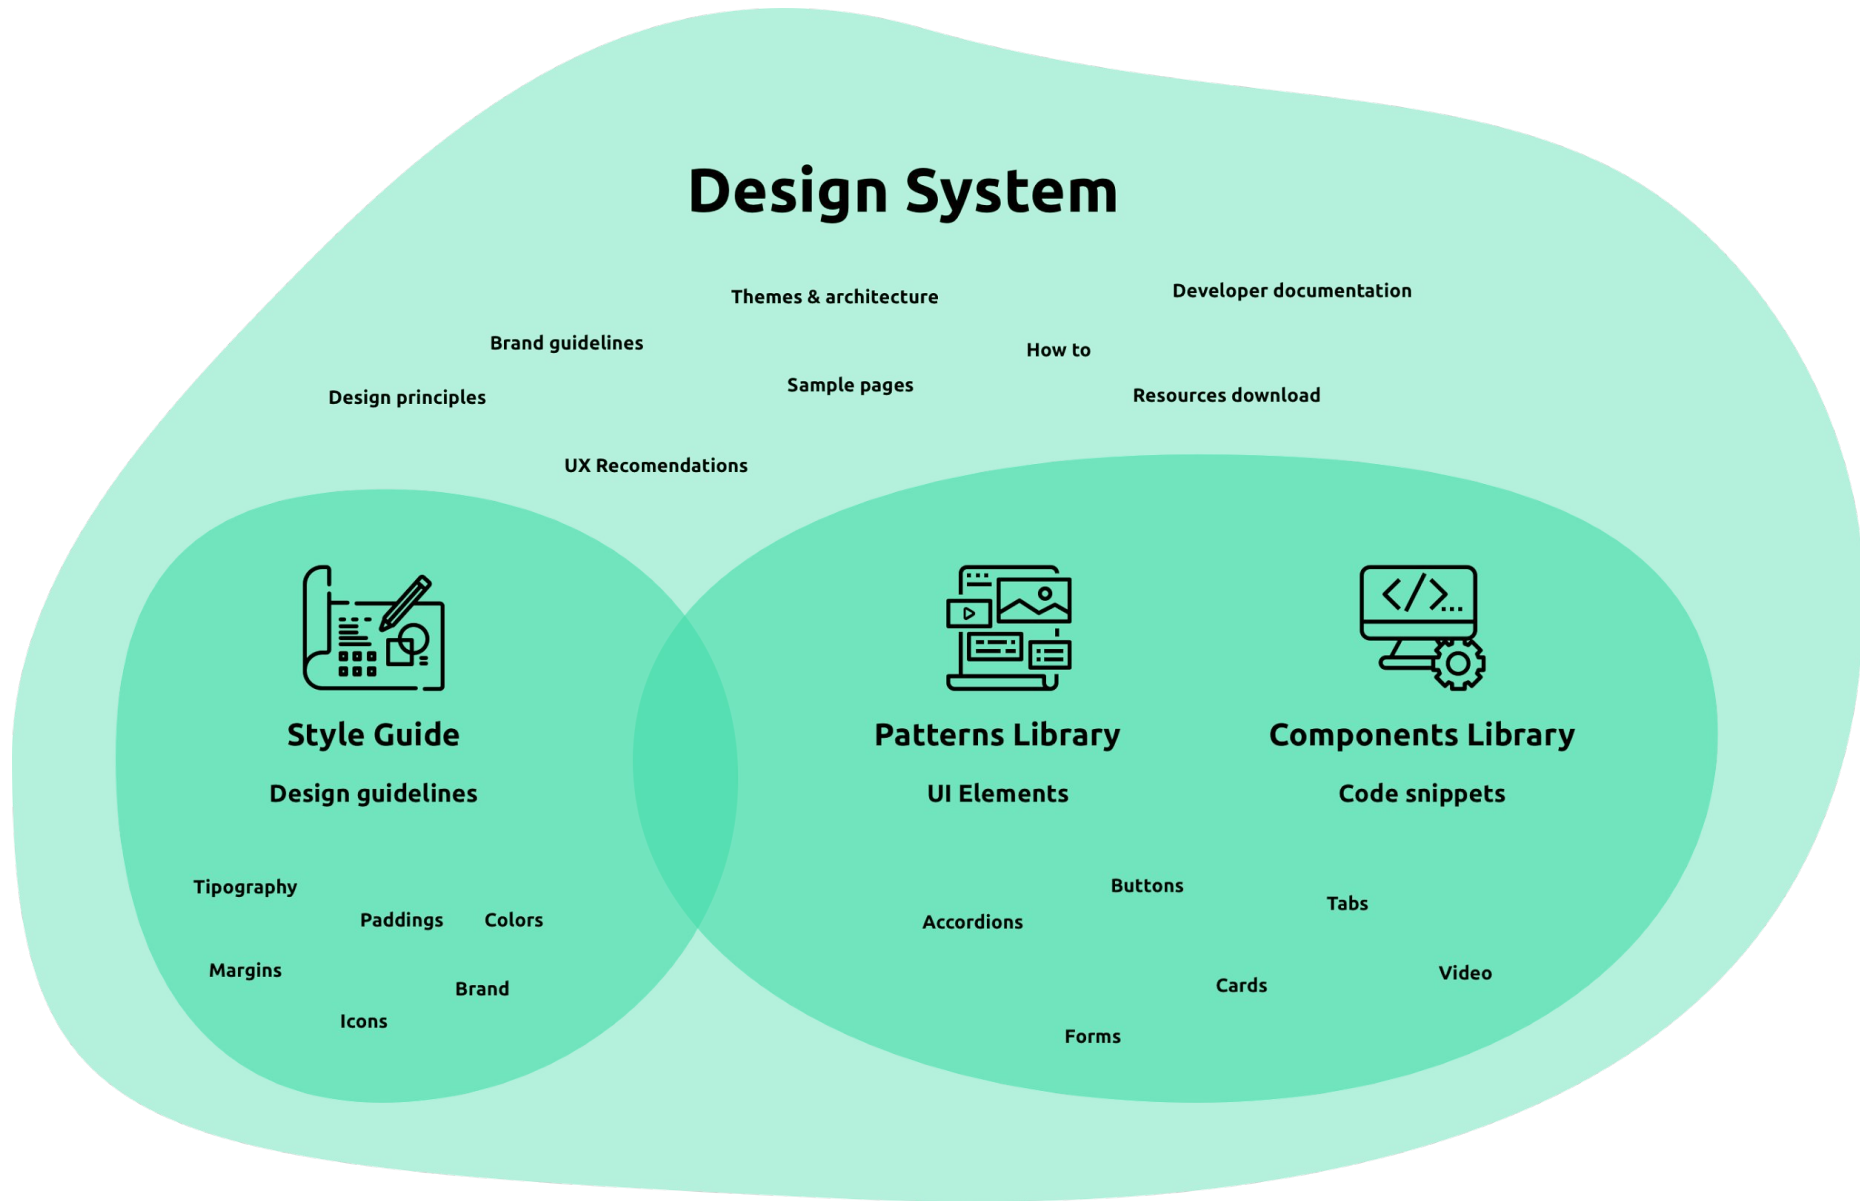 Design System
Themes & architecture
Developer documentation
Brand guidelines
How to
Design principles
Sample pages
Resources download
UX Recomendations
Style Guide
Design guidelines
Tipography
Paddings
Colors
Margins
Brand
Icons
Patterns Library
UI Elements
Components Library
Code snippets
Buttons
Tabs
Accordions
Video
Cards
Forms